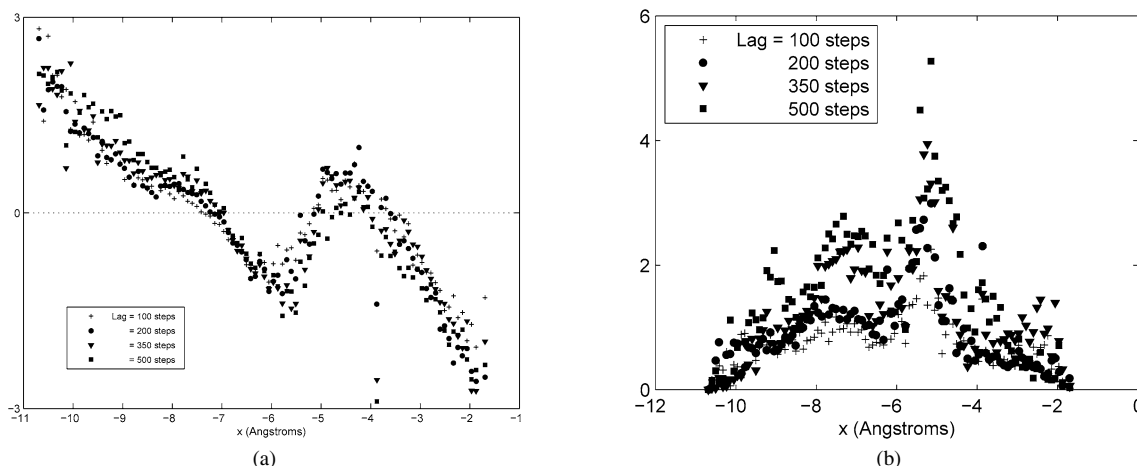 3
0
−3
−11 −10 −9 −8 −7 −6 −5 −4 −3 −2 −1
x (Angstroms)
Lag = 100 steps
= 200 steps
= 350 steps
= 500 steps
(a)
6
4
2
0
−12 −10 −8 −6 −4 −2 0
x (Angstroms)
Lag = 100 steps
200 steps
350 steps
500 steps
(b)